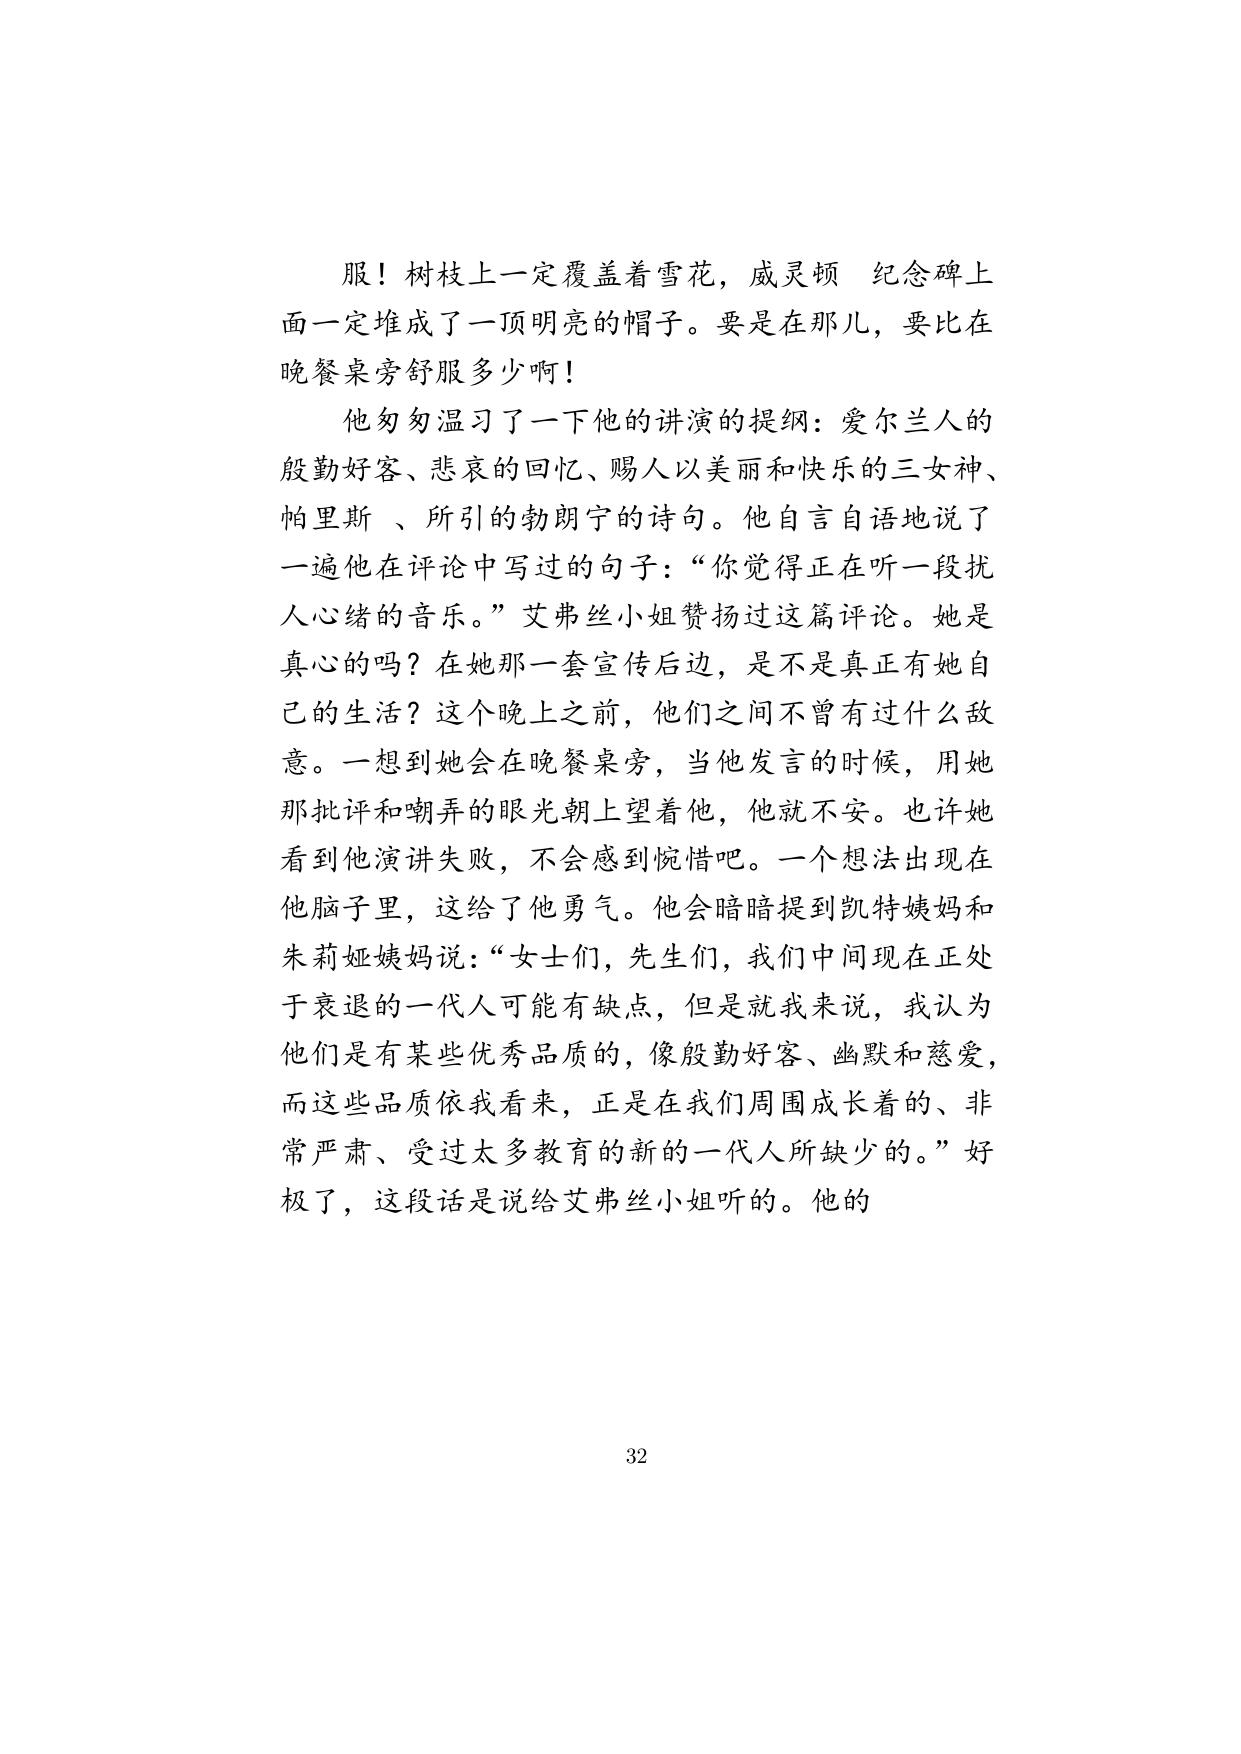 服！树枝上一定覆盖着雪花，威灵顿　纪念碑上
面一定堆成了一顶明亮的帽子。要是在那儿，要比在
晚餐桌旁舒服多少啊！
他匆匆温习了一下他的讲演的提纲：爱尔兰人的
殷勤好客、悲哀的回忆、赐人以美丽和快乐的三女神、
帕里斯 、所引的勃朗宁的诗句。他自言自语地说了
一遍他在评论中写过的句子：“你觉得正在听一段扰
人心绪的音乐。”艾弗丝小姐赞扬过这篇评论。她是
真心的吗？在她那一套宣传后边，是不是真正有她自
己的生活？这个晚上之前，他们之间不曾有过什么敌
意。一想到她会在晚餐桌旁，当他发言的时候，用她
那批评和嘲弄的眼光朝上望着他，他就不安。也许她
看到他演讲失败，不会感到惋惜吧。一个想法出现在
他脑子里，这给了他勇气。他会暗暗提到凯特姨妈和
朱莉娅姨妈说：“女士们，先生们，我们中间现在正处
于衰退的一代人可能有缺点，但是就我来说，我认为
他们是有某些优秀品质的，像殷勤好客、幽默和慈爱，
而这些品质依我看来，正是在我们周围成长着的、非
常严肃、受过太多教育的新的一代人所缺少的。”好
极了，这段话是说给艾弗丝小姐听的。他的
32